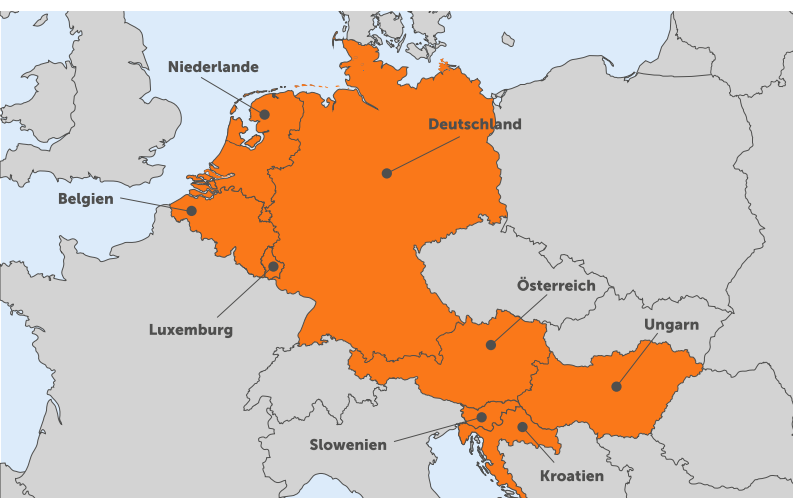 Niederlande
Deutschland
Belgien
Österreich
Luxemburg
Ungarn
Slowenien
Kroatien